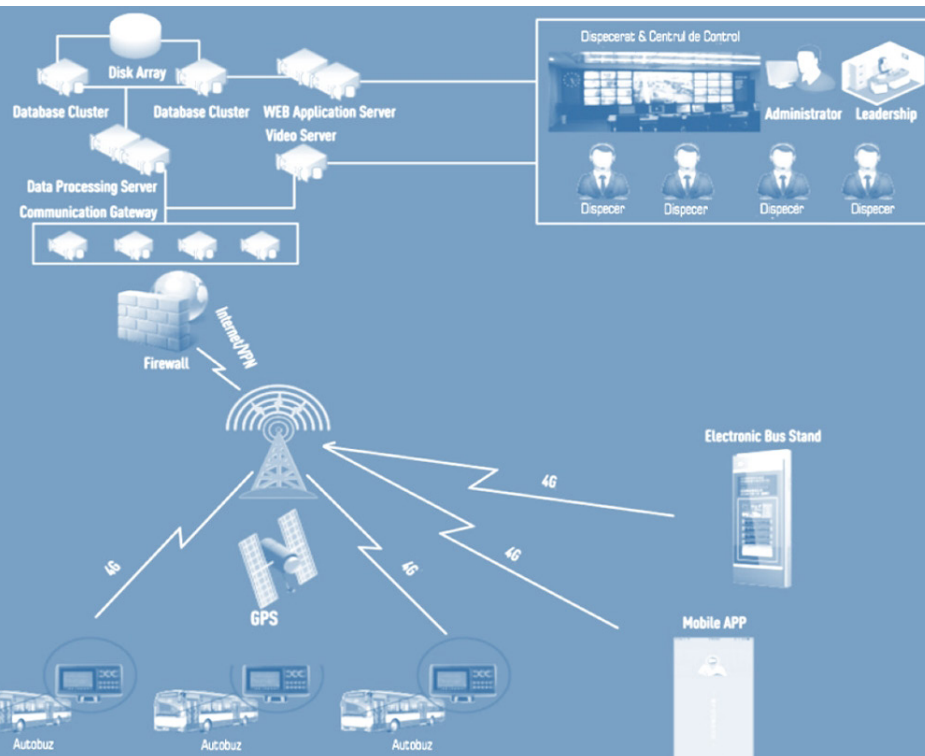 Dispecerat & Centrul de Control
Disk Array
Database Cluster
Database Cluster
WEB Application Server
Administrator
Leadership
Video Server
Data Processing Server
Communication Gateway
Dispecer
Dispecer
Dispecer
Dispecer
Internet/VPN
Firewall
Electronic Bus Stand
4G
4G
4G
4G
GPS
Mobile APP
Autobuz
Autobuz
Autobuz